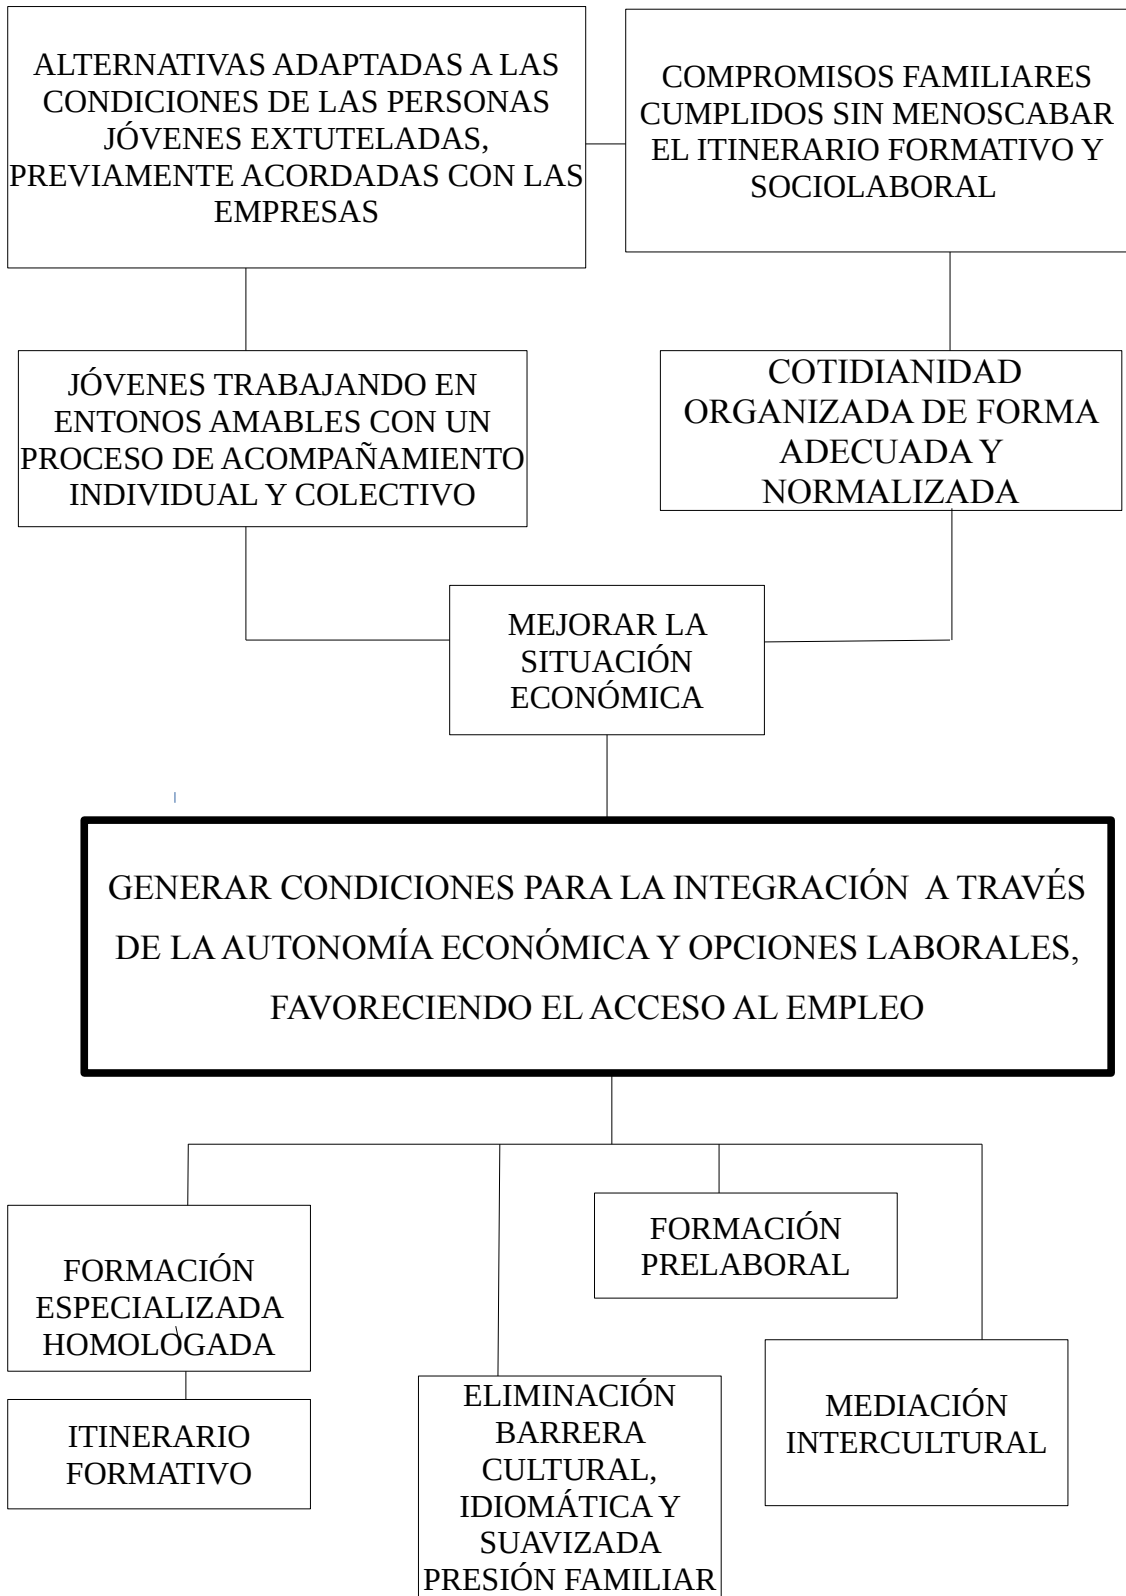 ALTERNATIVAS ADAPTADAS A LAS
CONDICIONES DE LAS PERSONAS
JÓVENES EXTUTELADAS,
PREVIAMENTE ACORDADAS CON LAS
EMPRESAS
COMPROMISOS FAMILIARES
CUMPLIDOS SIN MENOSCABAR
EL ITINERARIO FORMATIVO Y
SOCIOLABORAL
JÓVENES TRABAJANDO EN
ENTONOS AMABLES CON UN
PROCESO DE ACOMPAÑAMIENTO
INDIVIDUAL Y COLECTIVO
COTIDIANIDAD
ORGANIZADA DE FORMA
ADECUADA Y
NORMALIZADA
MEJORAR LA
SITUACIÓN
ECONÓMICA
GENERAR CONDICIONES PARA LA INTEGRACIÓN A TRAVÉS
DE LA AUTONOMÍA ECONÓMICA Y OPCIONES LABORALES,
FAVORECIENDO EL ACCESO AL EMPLEO
FORMACIÓN
ESPECIALIZADA
HOMOLOGADA
ITINERARIO
FORMATIVO
ELIMINACIÓN
BARRERA
CULTURAL,
IDIOMÁTICA Y
SUAVIZADA
PRESIÓN FAMILIAR
FORMACIÓN
PRELABORAL
MEDIACIÓN
INTERCULTURAL